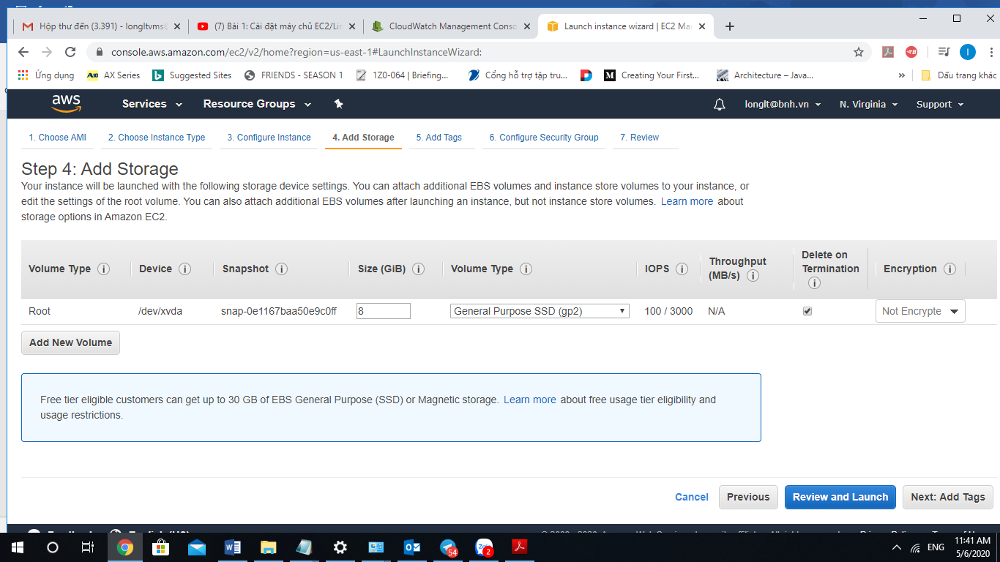 Hộp thư đến (3.391) - longltvms@
(7) Bài 1: Cài đặt máy chủ EC2/Lin
CloudWatch Management Conso
Launch instance wizard | EC2 Ma
console.aws.amazon.com/ec2/v2/home?region=us-east-1#LaunchInstanceWizard:
I
Ứng dụng
A10
AX Series
Suggested Sites
FRIENDS - SEASON 1
1Z0-064 | Briefing...
Cổng hỗ trợ tập tru...
M
Creating Your First...
Architecture – Java...
»
Dấu trang khác
aws
Services
Resource Groups
longlt@bnh.vn
N. Virginia
Support
1. Choose AMI
2. Choose Instance Type
3. Configure Instance
4. Add Storage
5. Add Tags
6. Configure Security Group
7. Review
Step 4: Add Storage
Your instance will be launched with the following storage device settings. You can attach additional EBS volumes and instance store volumes to your instance, or
edit the settings of the root volume. You can also attach additional EBS volumes after launching an instance, but not instance store volumes. Learn more about
storage options in Amazon EC2.
Volume Type
Device
Snapshot
Size (GiB)
Volume Type
IOPS
Throughput
(MB/s)
Delete on
Termination
Encryption
Root
/dev/xvda
snap-0e1167baa50e9c0ff
8
General Purpose SSD (gp2)
100 / 3000
N/A
Not Encrypte
Add New Volume
Free tier eligible customers can get up to 30 GB of EBS General Purpose (SSD) or Magnetic storage. Learn more about free usage tier eligibility and
usage restrictions.
Cancel
Previous
Review and Launch
Next: Add Tags
54
2
ENG
11:41 AM
5/6/2020